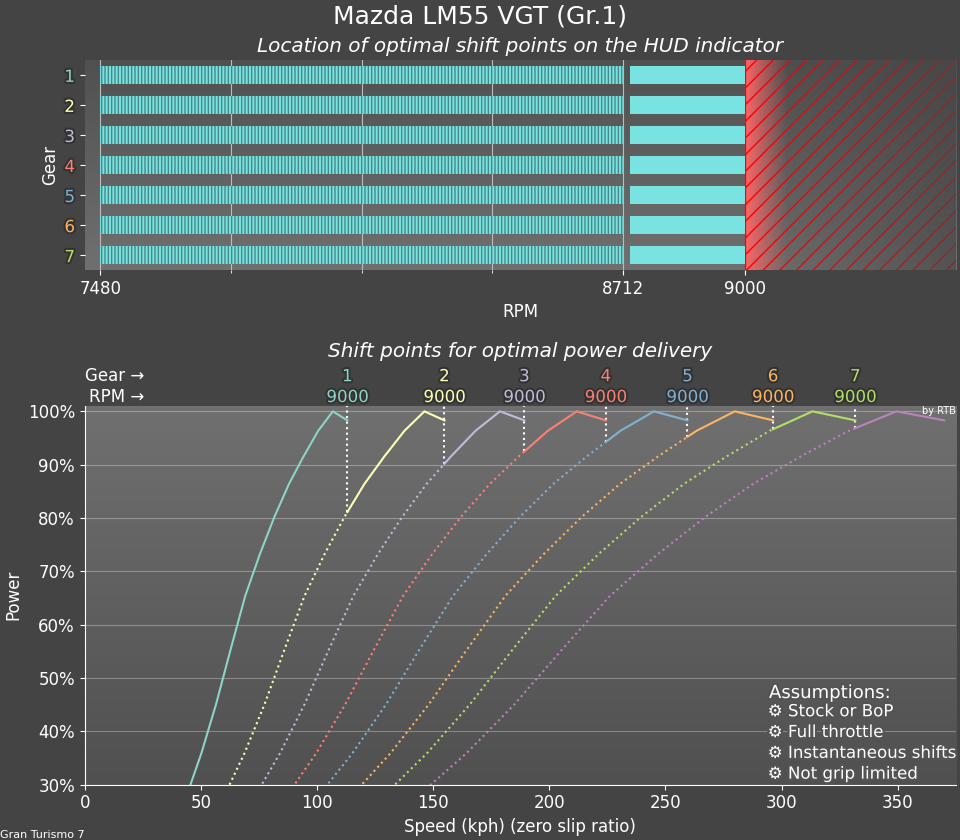 Mazda LM55 VGT (Gr.1)
Location of optimal shift points on the HUD indicator
Gear
1
2
3
4
5
6
7
7480 8712 9000
RPM
Shift points for optimal power delivery
Gear → 1 2 3 4 5 6 7
RPM → 9000 9000 9000 9000 9000 9000 9000
by RTB
Power
100%
90%
80%
70%
60%
50%
40%
30%
Assumptions:
⚙ Stock or BoP
⚙ Full throttle
⚙ Instantaneous shifts
⚙ Not grip limited
0 50 100 150 200 250 300 350
Speed (kph) (zero slip ratio)
Gran Turismo 7